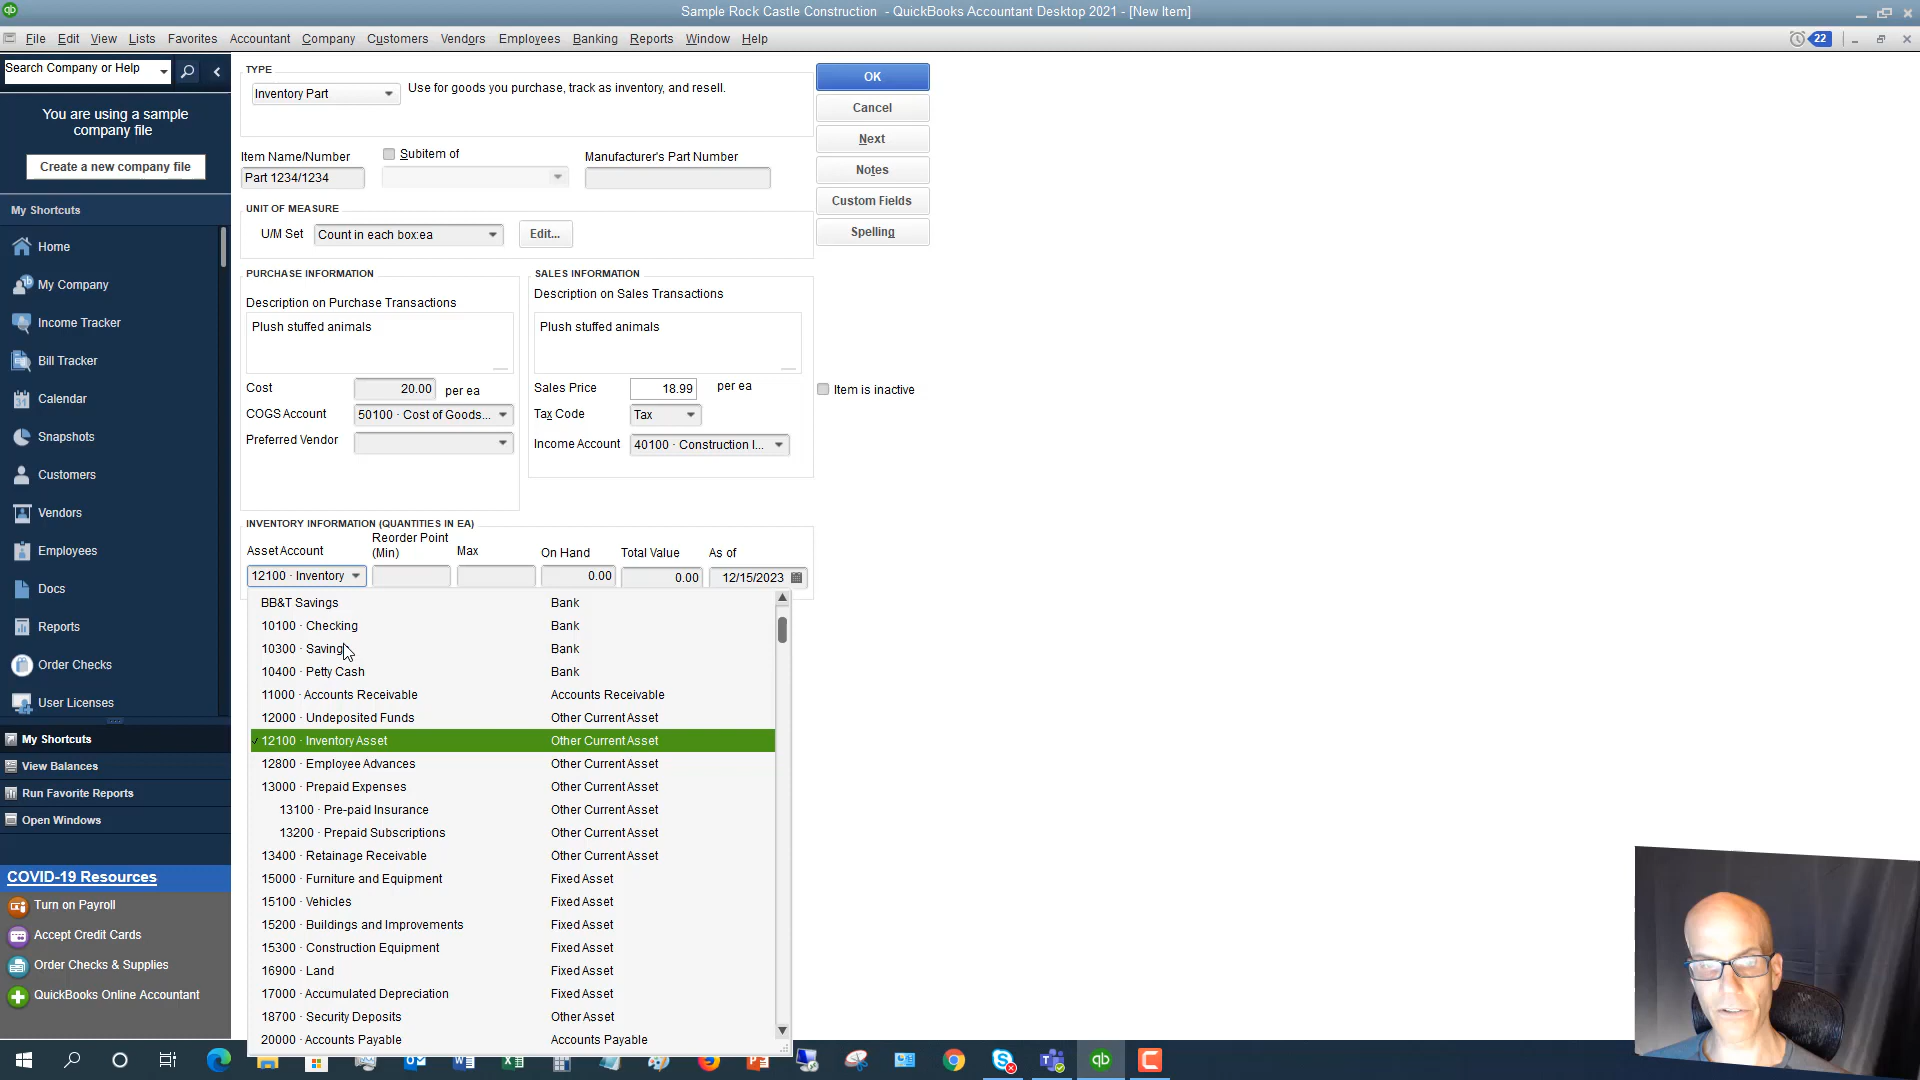 Sample Rock Castle Construction - QuickBooks Accountant Desktop 2021 - [New Item]
File Edit View Lists Favorites Accountant Company Customers Vendors Employees Banking Reports Window Help
22
Search Company or Help
You are using a sample
company file
Create a new company file
My Shortcuts
Home
My Company
Income Tracker
Bill Tracker
Calendar
Snapshots
Customers
Vendors
Employees
Docs
Reports
Order Checks
User Licenses
My Shortcuts
View Balances
Run Favorite Reports
Open Windows
COVID-19 Resources
Turn on Payroll
Accept Credit Cards
Order Checks & Supplies
QuickBooks Online Accountant
TYPE
Inventory Part
Use for goods you purchase, track as inventory, and resell.
OK
Cancel
Next
Notes
Custom Fields
Spelling
Item Name/Number
Subitem of
Manufacturer's Part Number
Part 1234/1234
UNIT OF MEASURE
U/M Set
Count in each box:ea
Edit...
PURCHASE INFORMATION
Description on Purchase Transactions
Plush stuffed animals
Cost 20.00 per ea
COGS Account 50100 · Cost of Goods...
Preferred Vendor
SALES INFORMATION
Description on Sales Transactions
Plush stuffed animals
Sales Price 18.99 per ea
Tax Code Tax
Income Account 40100 · Construction I...
Item is inactive
INVENTORY INFORMATION (QUANTITIES IN EA)
Asset Account Reorder Point (Min) Max On Hand Total Value As of
12100 · Inventory 0.00 0.00 12/15/2023
BB&T Savings Bank
10100 · Checking Bank
10300 · Savings Bank
10400 · Petty Cash Bank
11000 · Accounts Receivable Accounts Receivable
12000 · Undeposited Funds Other Current Asset
12100 · Inventory Asset Other Current Asset
12800 · Employee Advances Other Current Asset
13000 · Prepaid Expenses Other Current Asset
13100 · Pre-paid Insurance Other Current Asset
13200 · Prepaid Subscriptions Other Current Asset
13400 · Retainage Receivable Other Current Asset
15000 · Furniture and Equipment Fixed Asset
15100 · Vehicles Fixed Asset
15200 · Buildings and Improvements Fixed Asset
15300 · Construction Equipment Fixed Asset
16900 · Land Fixed Asset
17000 · Accumulated Depreciation Fixed Asset
18700 · Security Deposits Other Asset
20000 · Accounts Payable Accounts Payable